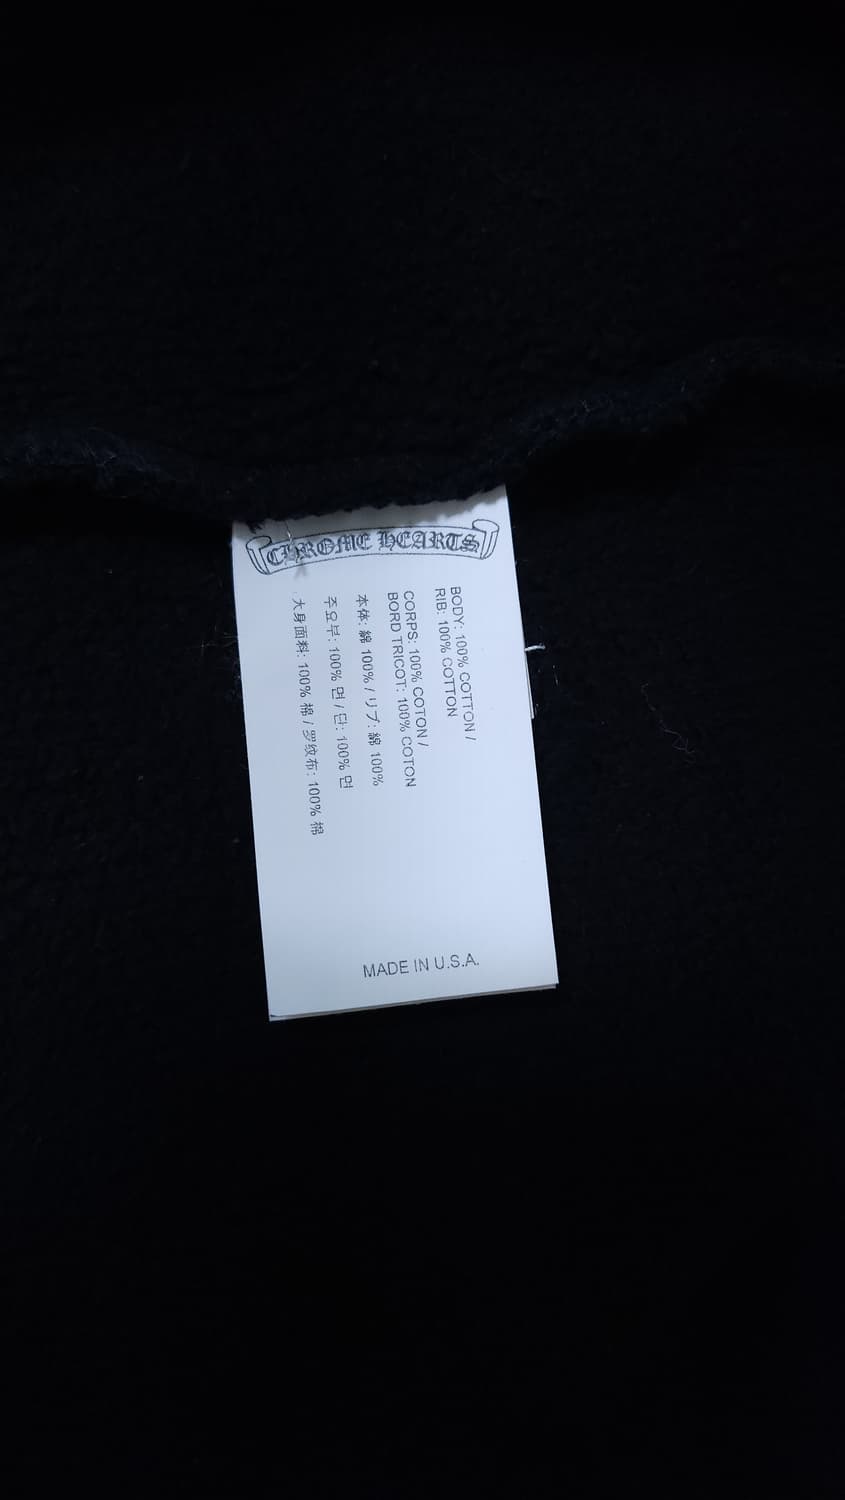 CHROME HEARTS
BODY: 100% COTTON /
RIB: 100% COTTON
CORPS: 100% COTON /
BORD TRICOT: 100% COTON
本体: 綿 100% / リブ: 綿 100%
주요부: 100% 면 / 단: 100% 면
大身面料: 100% 棉 / 罗纹布: 100% 棉
MADE IN U.S.A.